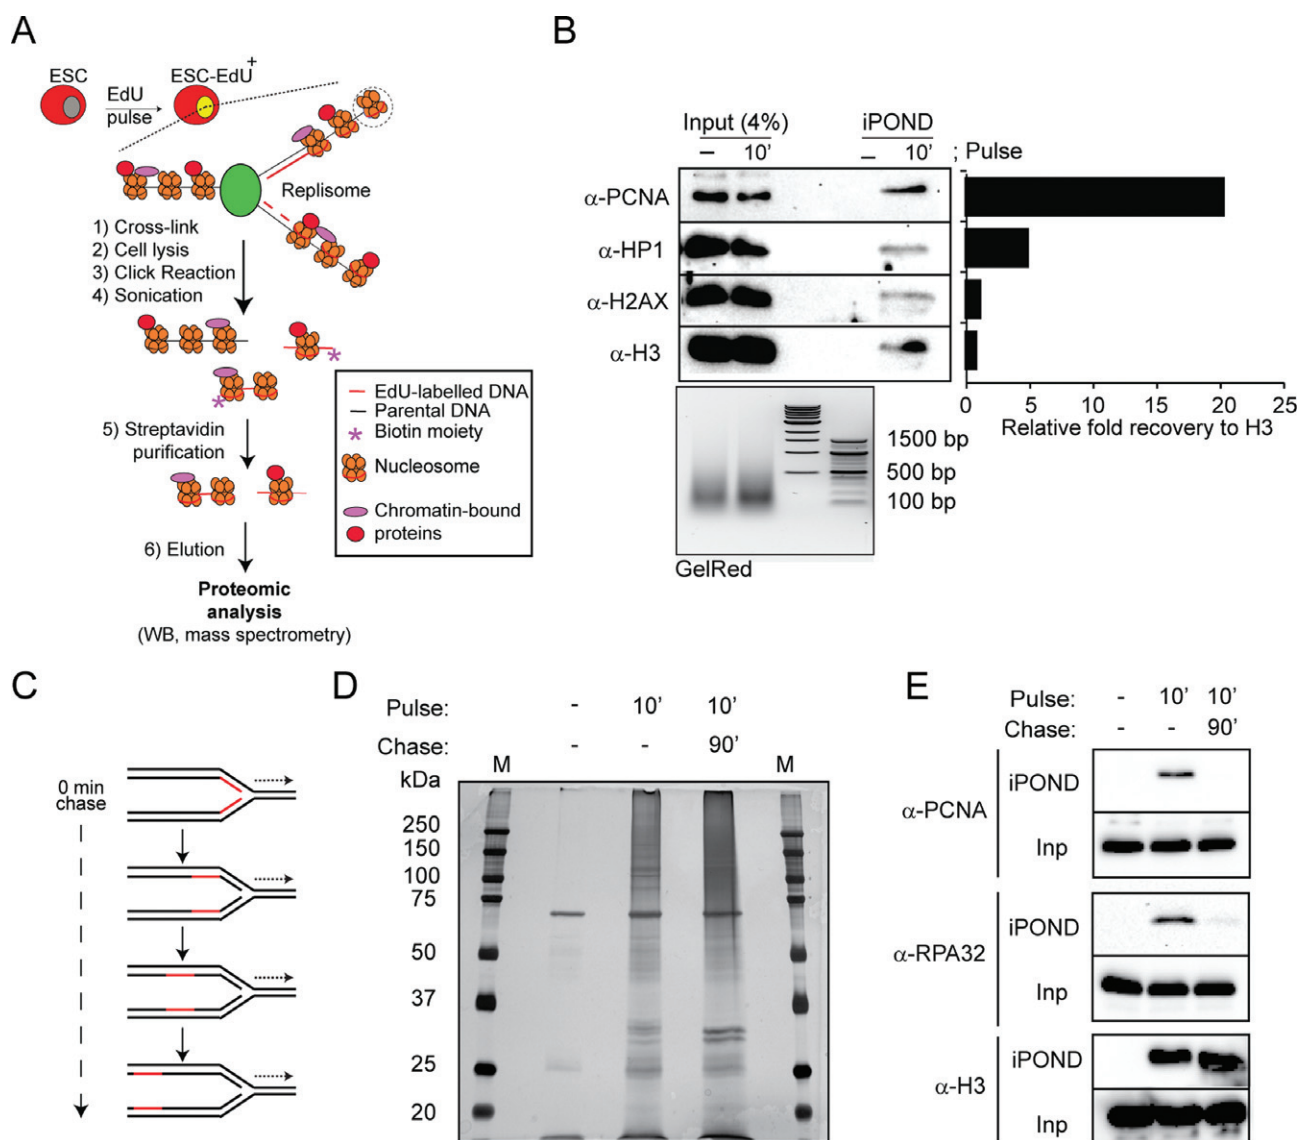 A
ESC
EdU
pulse
ESC-EdU+
Replisome
1) Cross-link
2) Cell lysis
3) Click Reaction
4) Sonication
EdU-labelled DNA
Parental DNA
* Biotin moiety
Nucleosome
Chromatin-bound
proteins
5) Streptavidin
purification
6) Elution
Proteomic
analysis
(WB, mass spectrometry)
B
Input (4%) iPOND
– 10' – 10' ; Pulse
α-PCNA
α-HP1
α-H2AX
α-H3
0 5 10 15 20 25
Relative fold recovery to H3
1500 bp
500 bp
100 bp
GelRed
C
0 min
chase
D
Pulse: - 10' 10'
Chase: - - 90'
kDa M M
250
150
100
75
50
37
25
20
E
Pulse: - 10' 10'
Chase: - - 90'
α-PCNA
iPOND
Inp
α-RPA32
iPOND
Inp
α-H3
iPOND
Inp